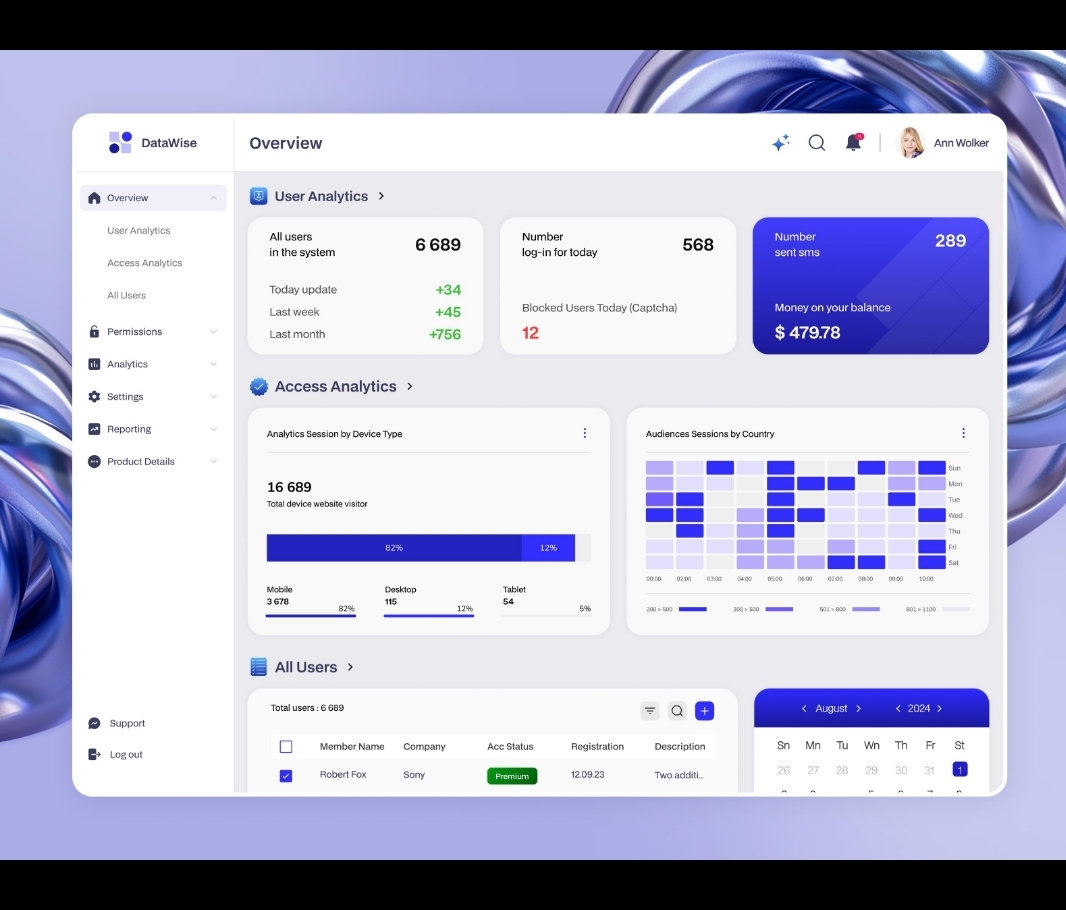 DataWise
Overview
Ann Wolker
Overview
User Analytics
Access Analytics
All Users
Permissions
Analytics
Settings
Reporting
Product Details
Support
Log out
User Analytics
All users
in the system
6 689
Today update +34
Last week +45
Last month +756
Number
log-in for today
568
Blocked Users Today (Captcha)
12
Number
sent sms
289
Money on your balance
$ 479.78
Access Analytics
Analytics Session by Device Type
16 689
Total device website visitor
82% 12%
Mobile
3 678
82%
Desktop
115
12%
Tablet
54
5%
Audiences Sessions by Country
Sun
Mon
Tue
Wed
Thu
Fri
Sat
00:00 02:00 03:00 04:00 05:00 06:00 07:00 08:00 09:00 10:00
200 > 500 200 > 500 501 > 800 801 > 1100
All Users
Total users : 6 689
Member Name Company Acc Status Registration Description
Robert Fox Sony Premium 12.09.23 Two additi...
August 2024
Sn Mn Tu Wn Th Fr St
26 27 28 29 30 31 1